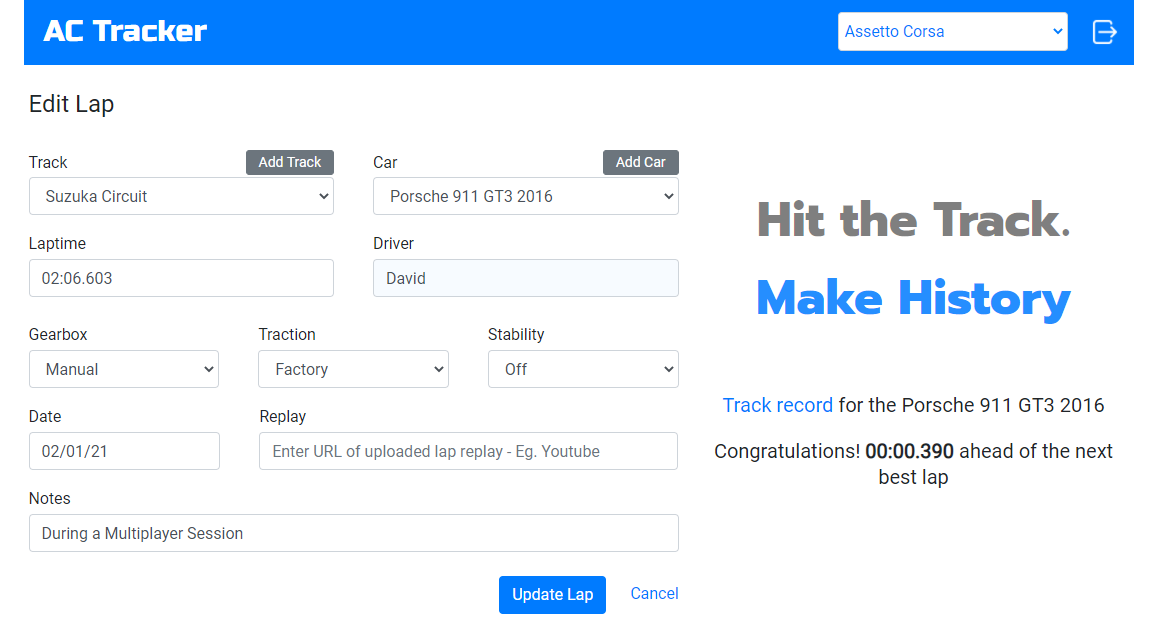 AC Tracker
Assetto Corsa
Edit Lap
Track
Add Track
Car
Add Car
Suzuka Circuit
Porsche 911 GT3 2016
Laptime
Driver
02:06.603
David
Gearbox
Traction
Stability
Manual
Factory
Off
Date
Replay
02/01/21
Enter URL of uploaded lap replay - Eg. Youtube
Notes
During a Multiplayer Session
Update Lap
Cancel
Hit the Track.
Make History
Track record for the Porsche 911 GT3 2016
Congratulations! 00:00.390 ahead of the next
best lap